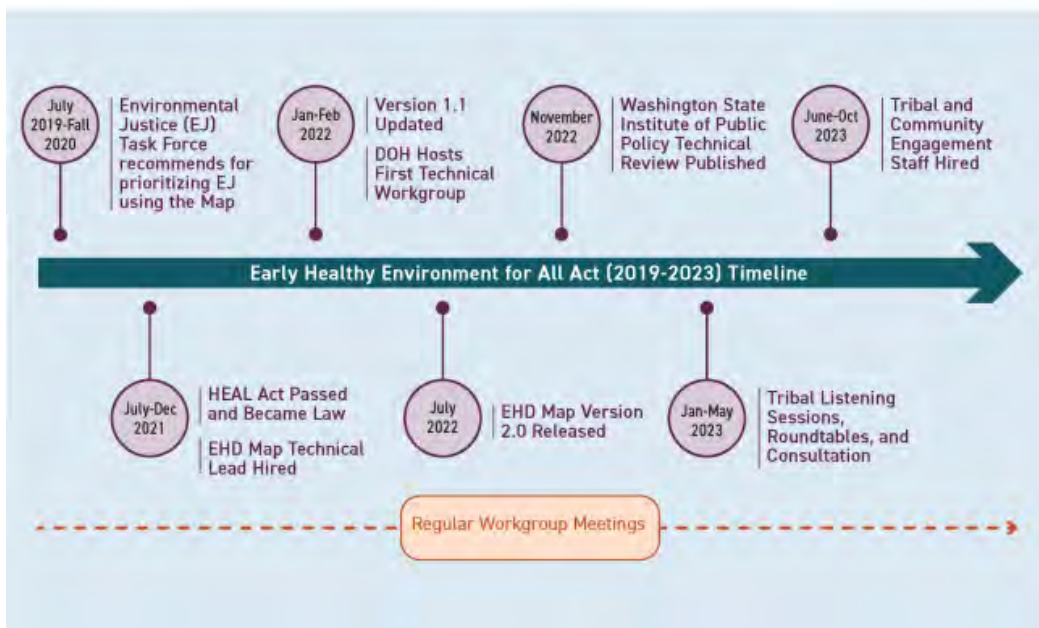 July
2019-Fall
2020
Environmental
Justice (EJ)
Task Force
recommends for
prioritizing EJ
using the Map
Jan-Feb
2022
Version 1.1
Updated
DOH Hosts
First Technical
Workgroup
November
2022
Washington State
Institute of Public
Policy Technical
Review Published
June-Oct
2023
Tribal and
Community
Engagement
Staff Hired
Early Healthy Environment for All Act (2019-2023) Timeline
July-Dec
2021
HEAL Act Passed
and Became Law
EHD Map Technical
Lead Hired
July
2022
EHD Map Version
2.0 Released
Jan-May
2023
Tribal Listening
Sessions,
Roundtables, and
Consultation
Regular Workgroup Meetings